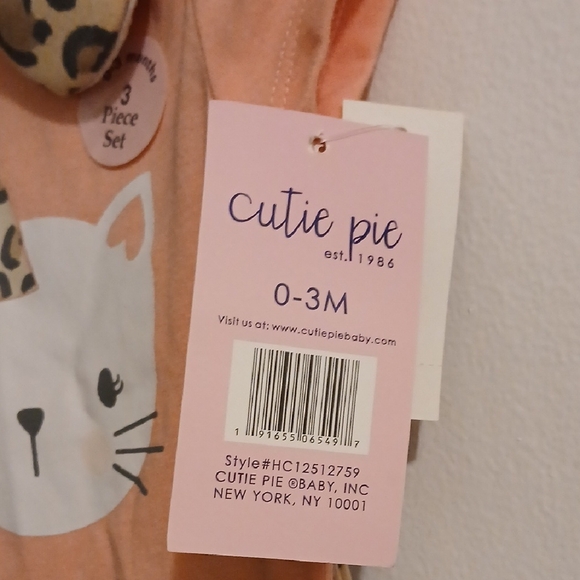 months
3
Piece
Set
cutie pie
est. 1986
0-3M
Visit us at: www.cutiepiebaby.com
1 91655 06549 7
Style#HC12512759
CUTIE PIE ®BABY, INC
NEW YORK, NY 10001